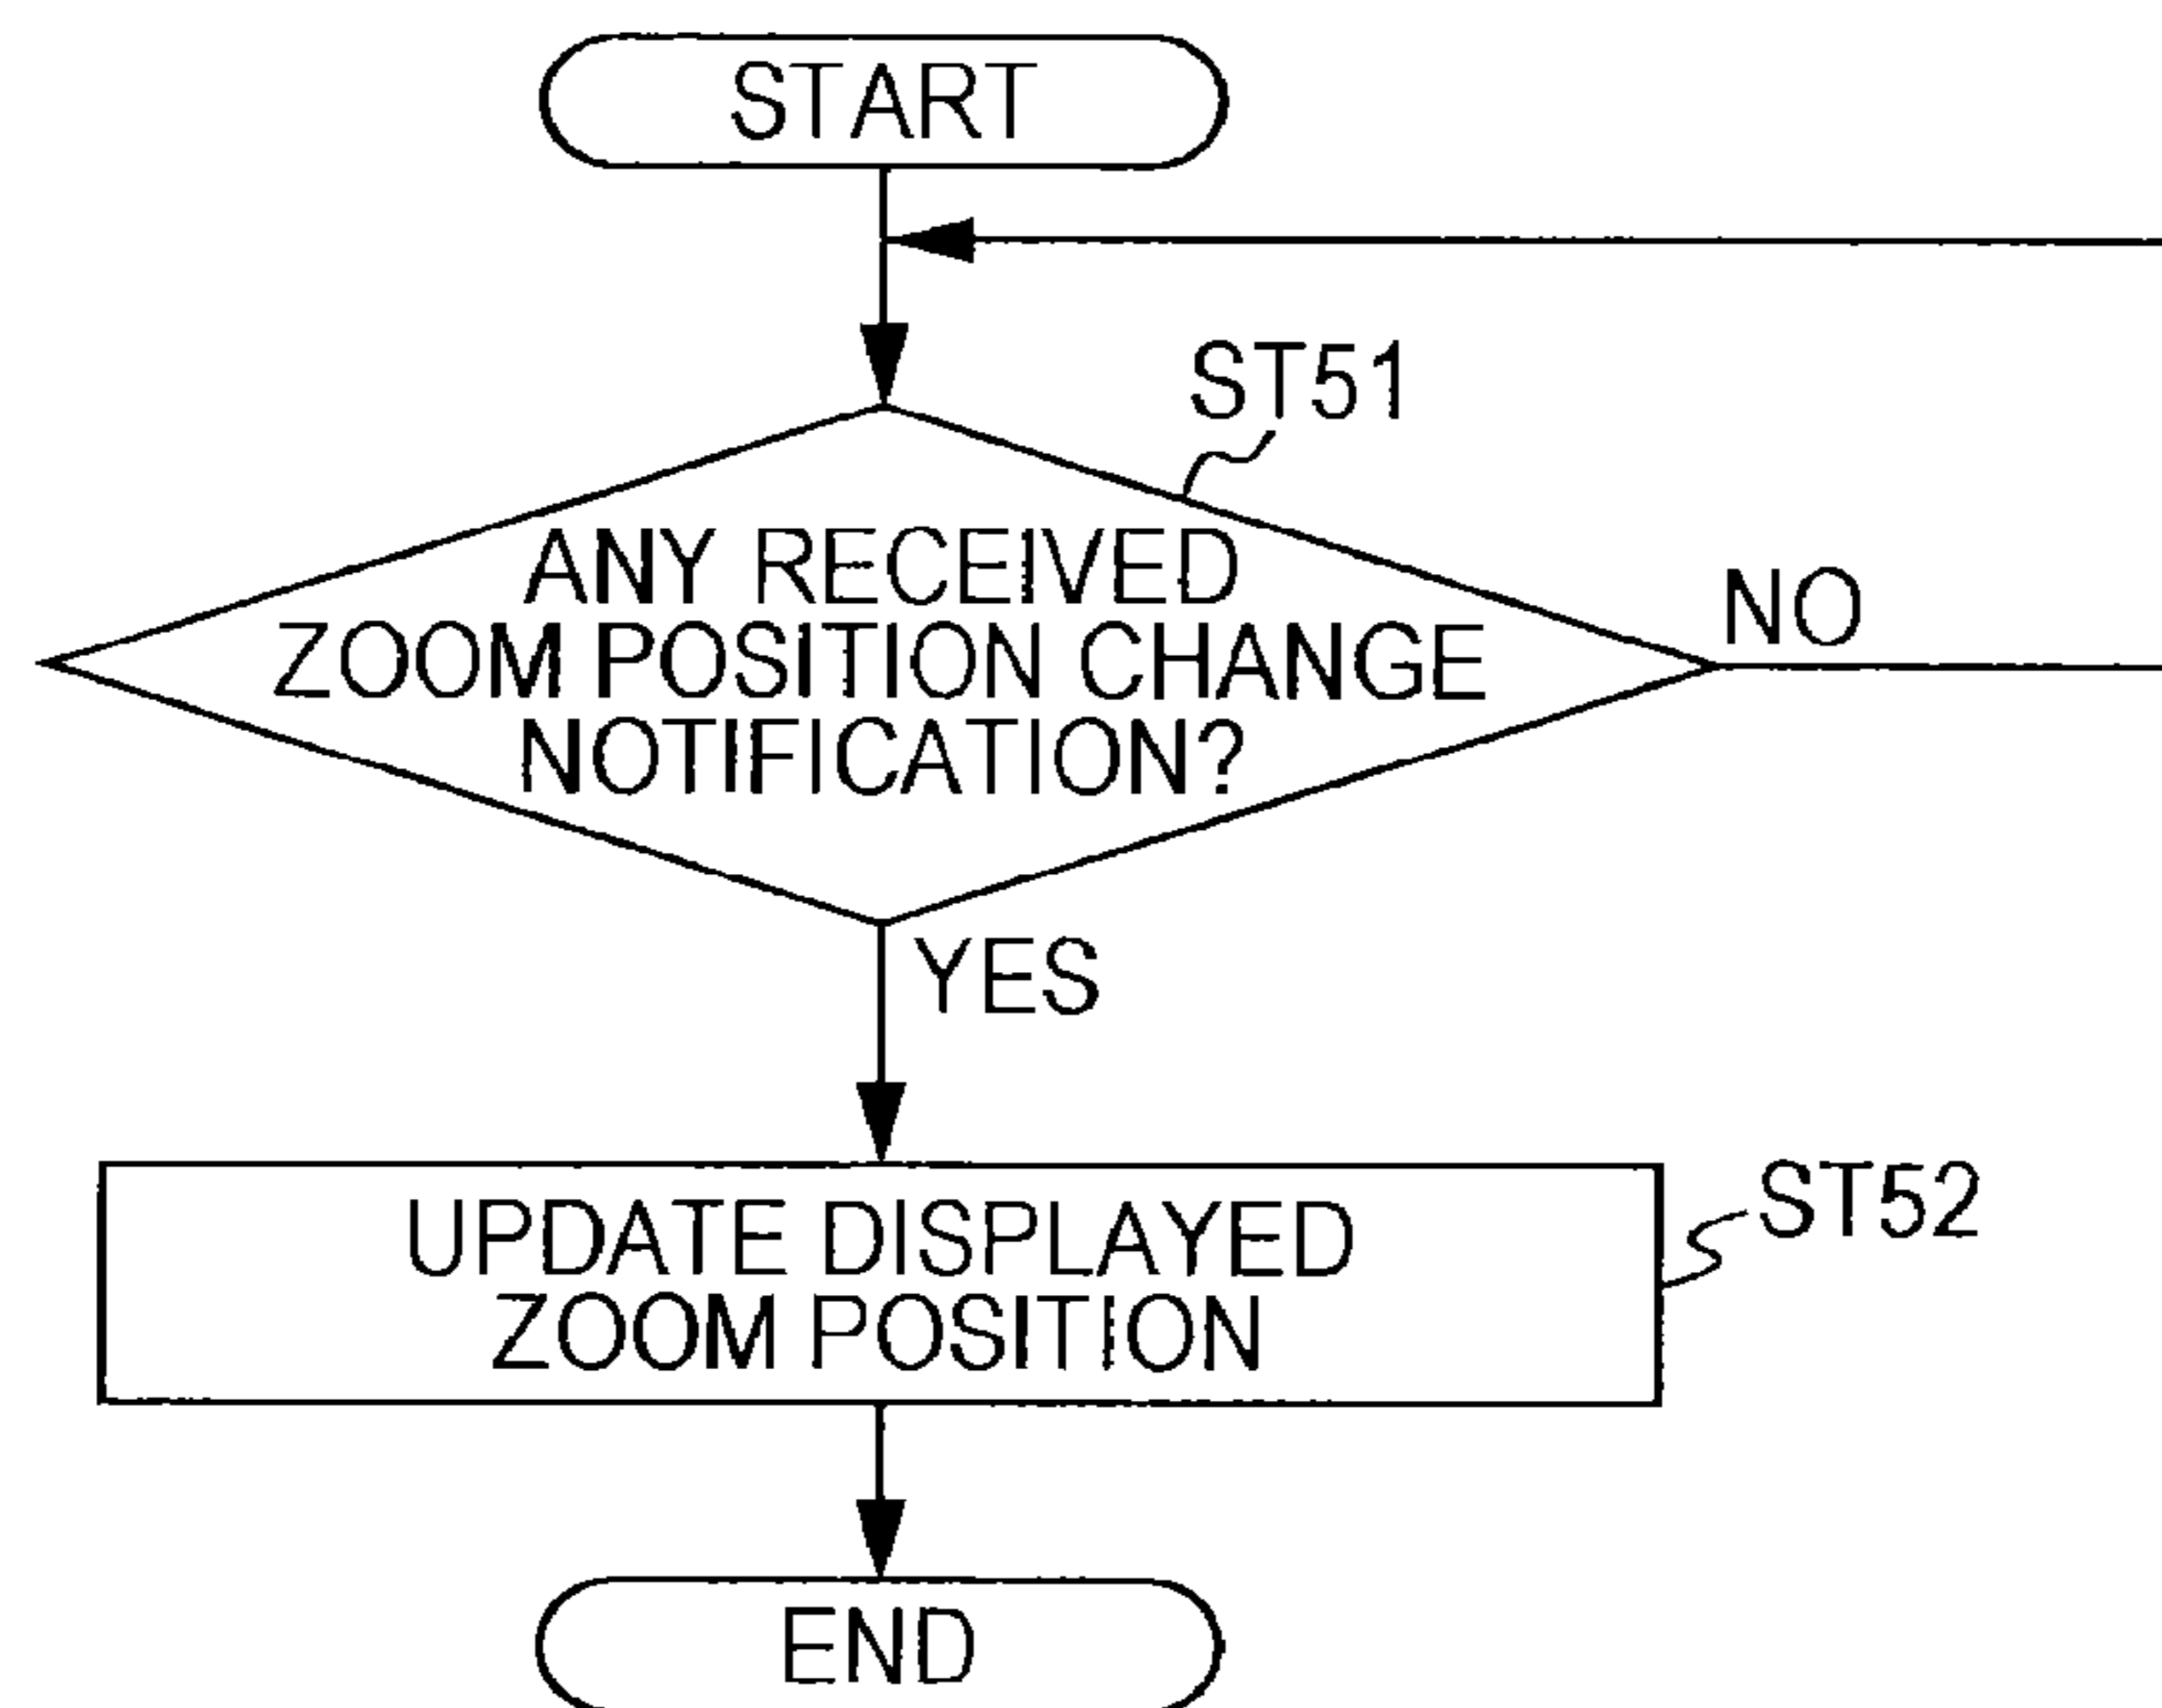 START
ST51
ANY RECEIVED
ZOOM POSITION CHANGE
NOTIFICATION?
NO
YES
UPDATE DISPLAYED
ZOOM POSITION
ST52
END